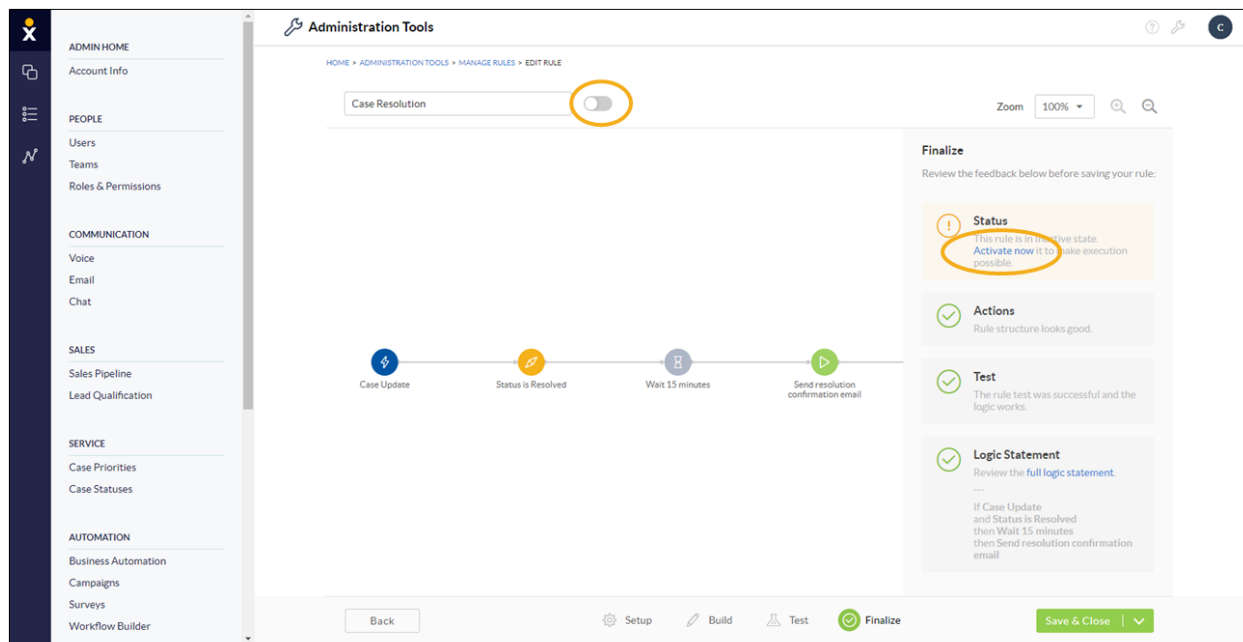 Administration Tools
C
ADMIN HOME
Account Info
PEOPLE
Users
Teams
Roles & Permissions
COMMUNICATION
Voice
Email
Chat
SALES
Sales Pipeline
Lead Qualification
SERVICE
Case Priorities
Case Statuses
AUTOMATION
Business Automation
Campaigns
Surveys
Workflow Builder
HOME > ADMINISTRATION TOOLS > MANAGE RULES > EDIT RULE
Case Resolution
Zoom 100%
Case Update
Status is Resolved
Wait 15 minutes
Send resolution
confirmation email
Finalize
Review the feedback below before saving your rule:
Status
This rule is in inactive state.
Activate now it to make execution
possible.
Actions
Rule structure looks good.
Test
The rule test was successful and the
logic works.
Logic Statement
Review the full logic statement.
---
If Case Update
and Status is Resolved
then Wait 15 minutes
then Send resolution confirmation
email
Back
Setup
Build
Test
Finalize
Save & Close